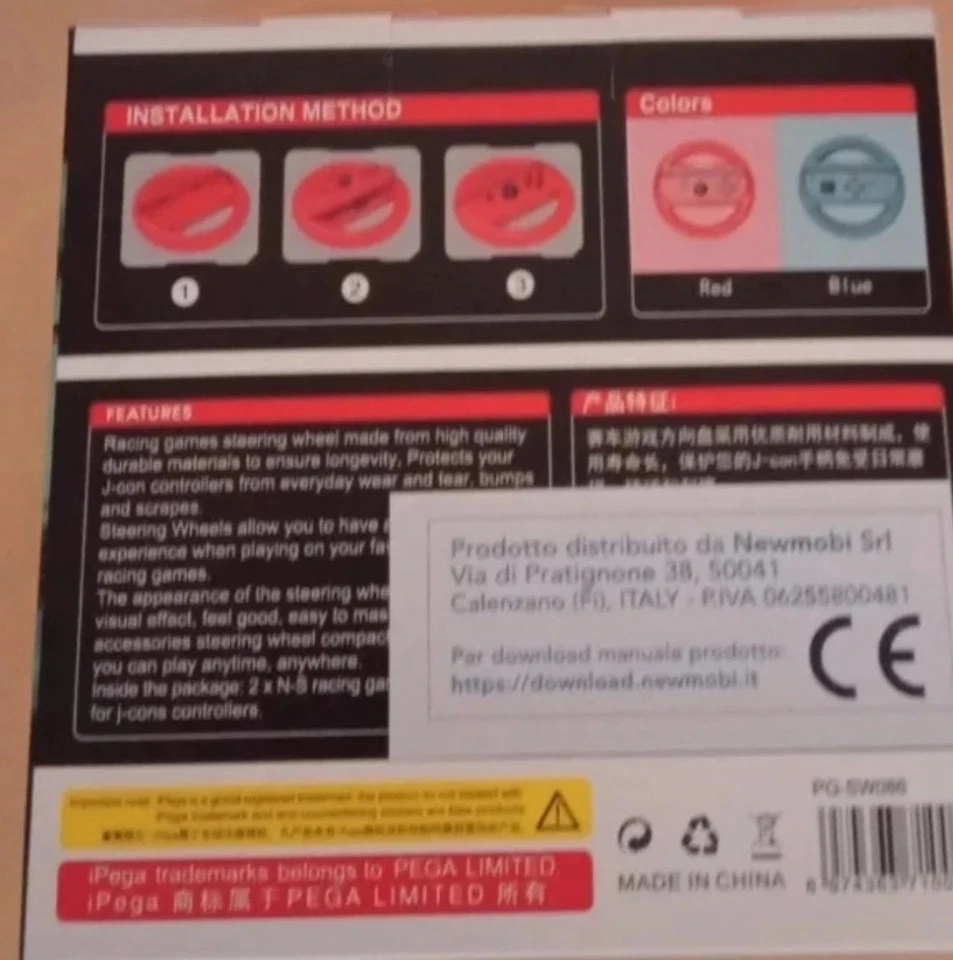 INSTALLATION METHOD
Colors
1
2
3
Red
Blue
FEATURES
Racing games steering wheel made from high quality
durable materials to ensure longevity. Protects your
J-con controllers from everyday wear and tear, bumps
and scrapes.
Steering Wheels allow you to have
experience when playing on your
racing games.
The appearance of the steering
visual effect, feel good, easy to
accessories steering wheel
you can play anytime, anywhere.
Inside the package: 2 x N-S racing
for j-cons controllers.
产品特征:
赛车游戏方向盘采用优质耐用材料制成，使
用寿命长，保护您的J-con手柄免受日常磨
Prodotto distribuito da Newmobi Srl
Via di Pratignone 38, 50041
Calenzano (FI), ITALY - P.IVA 06255800481
Per download manuale prodotto:
https://download.newmobi.it
CE
iPega trademarks belongs to PEGA LIMITED
iPega 商标属于PEGA LIMITED 所有
MADE IN CHINA
PG-SW086